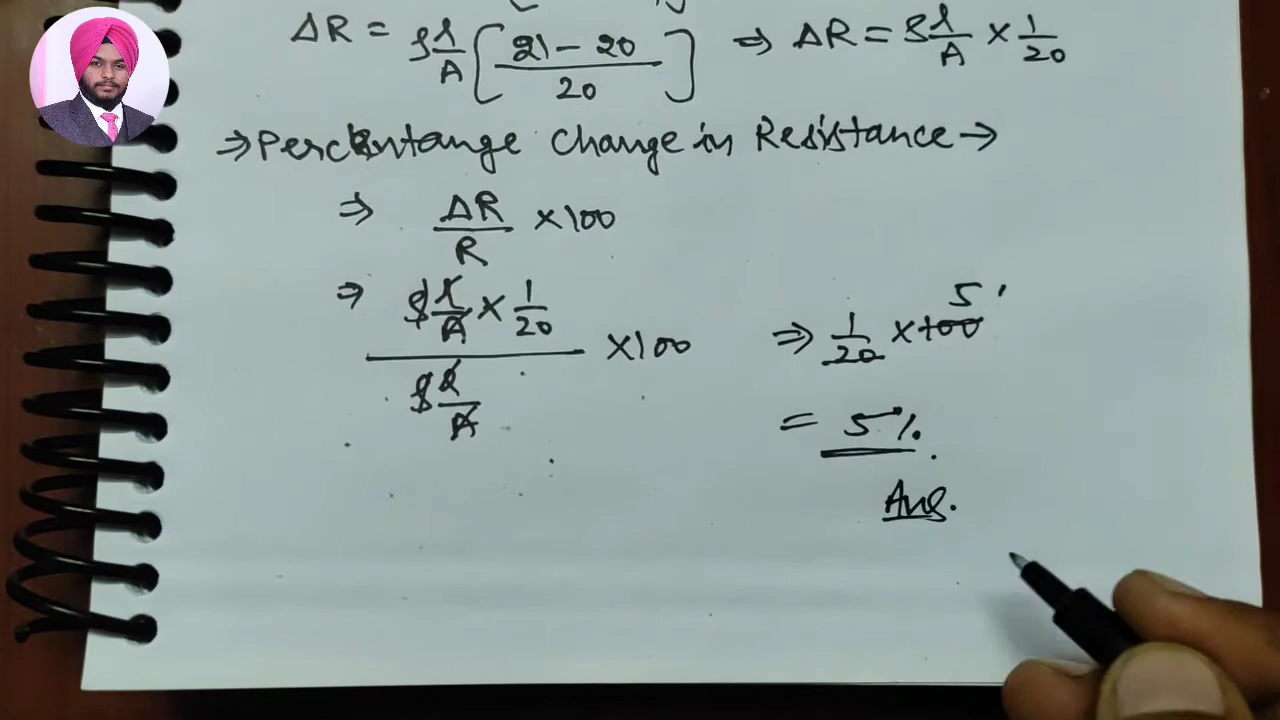 ΔR = ρl/A [ (21 - 20)/20 ] ⇒ ΔR = ρl/A × 1/20
⇒ Percentange Change in Resistance →
⇒ ΔR/R ×100
⇒ (ρl/A × 1/20)/(ρl/A) ×100
⇒ 1/20 ×100 5
= 5%.
Ans.